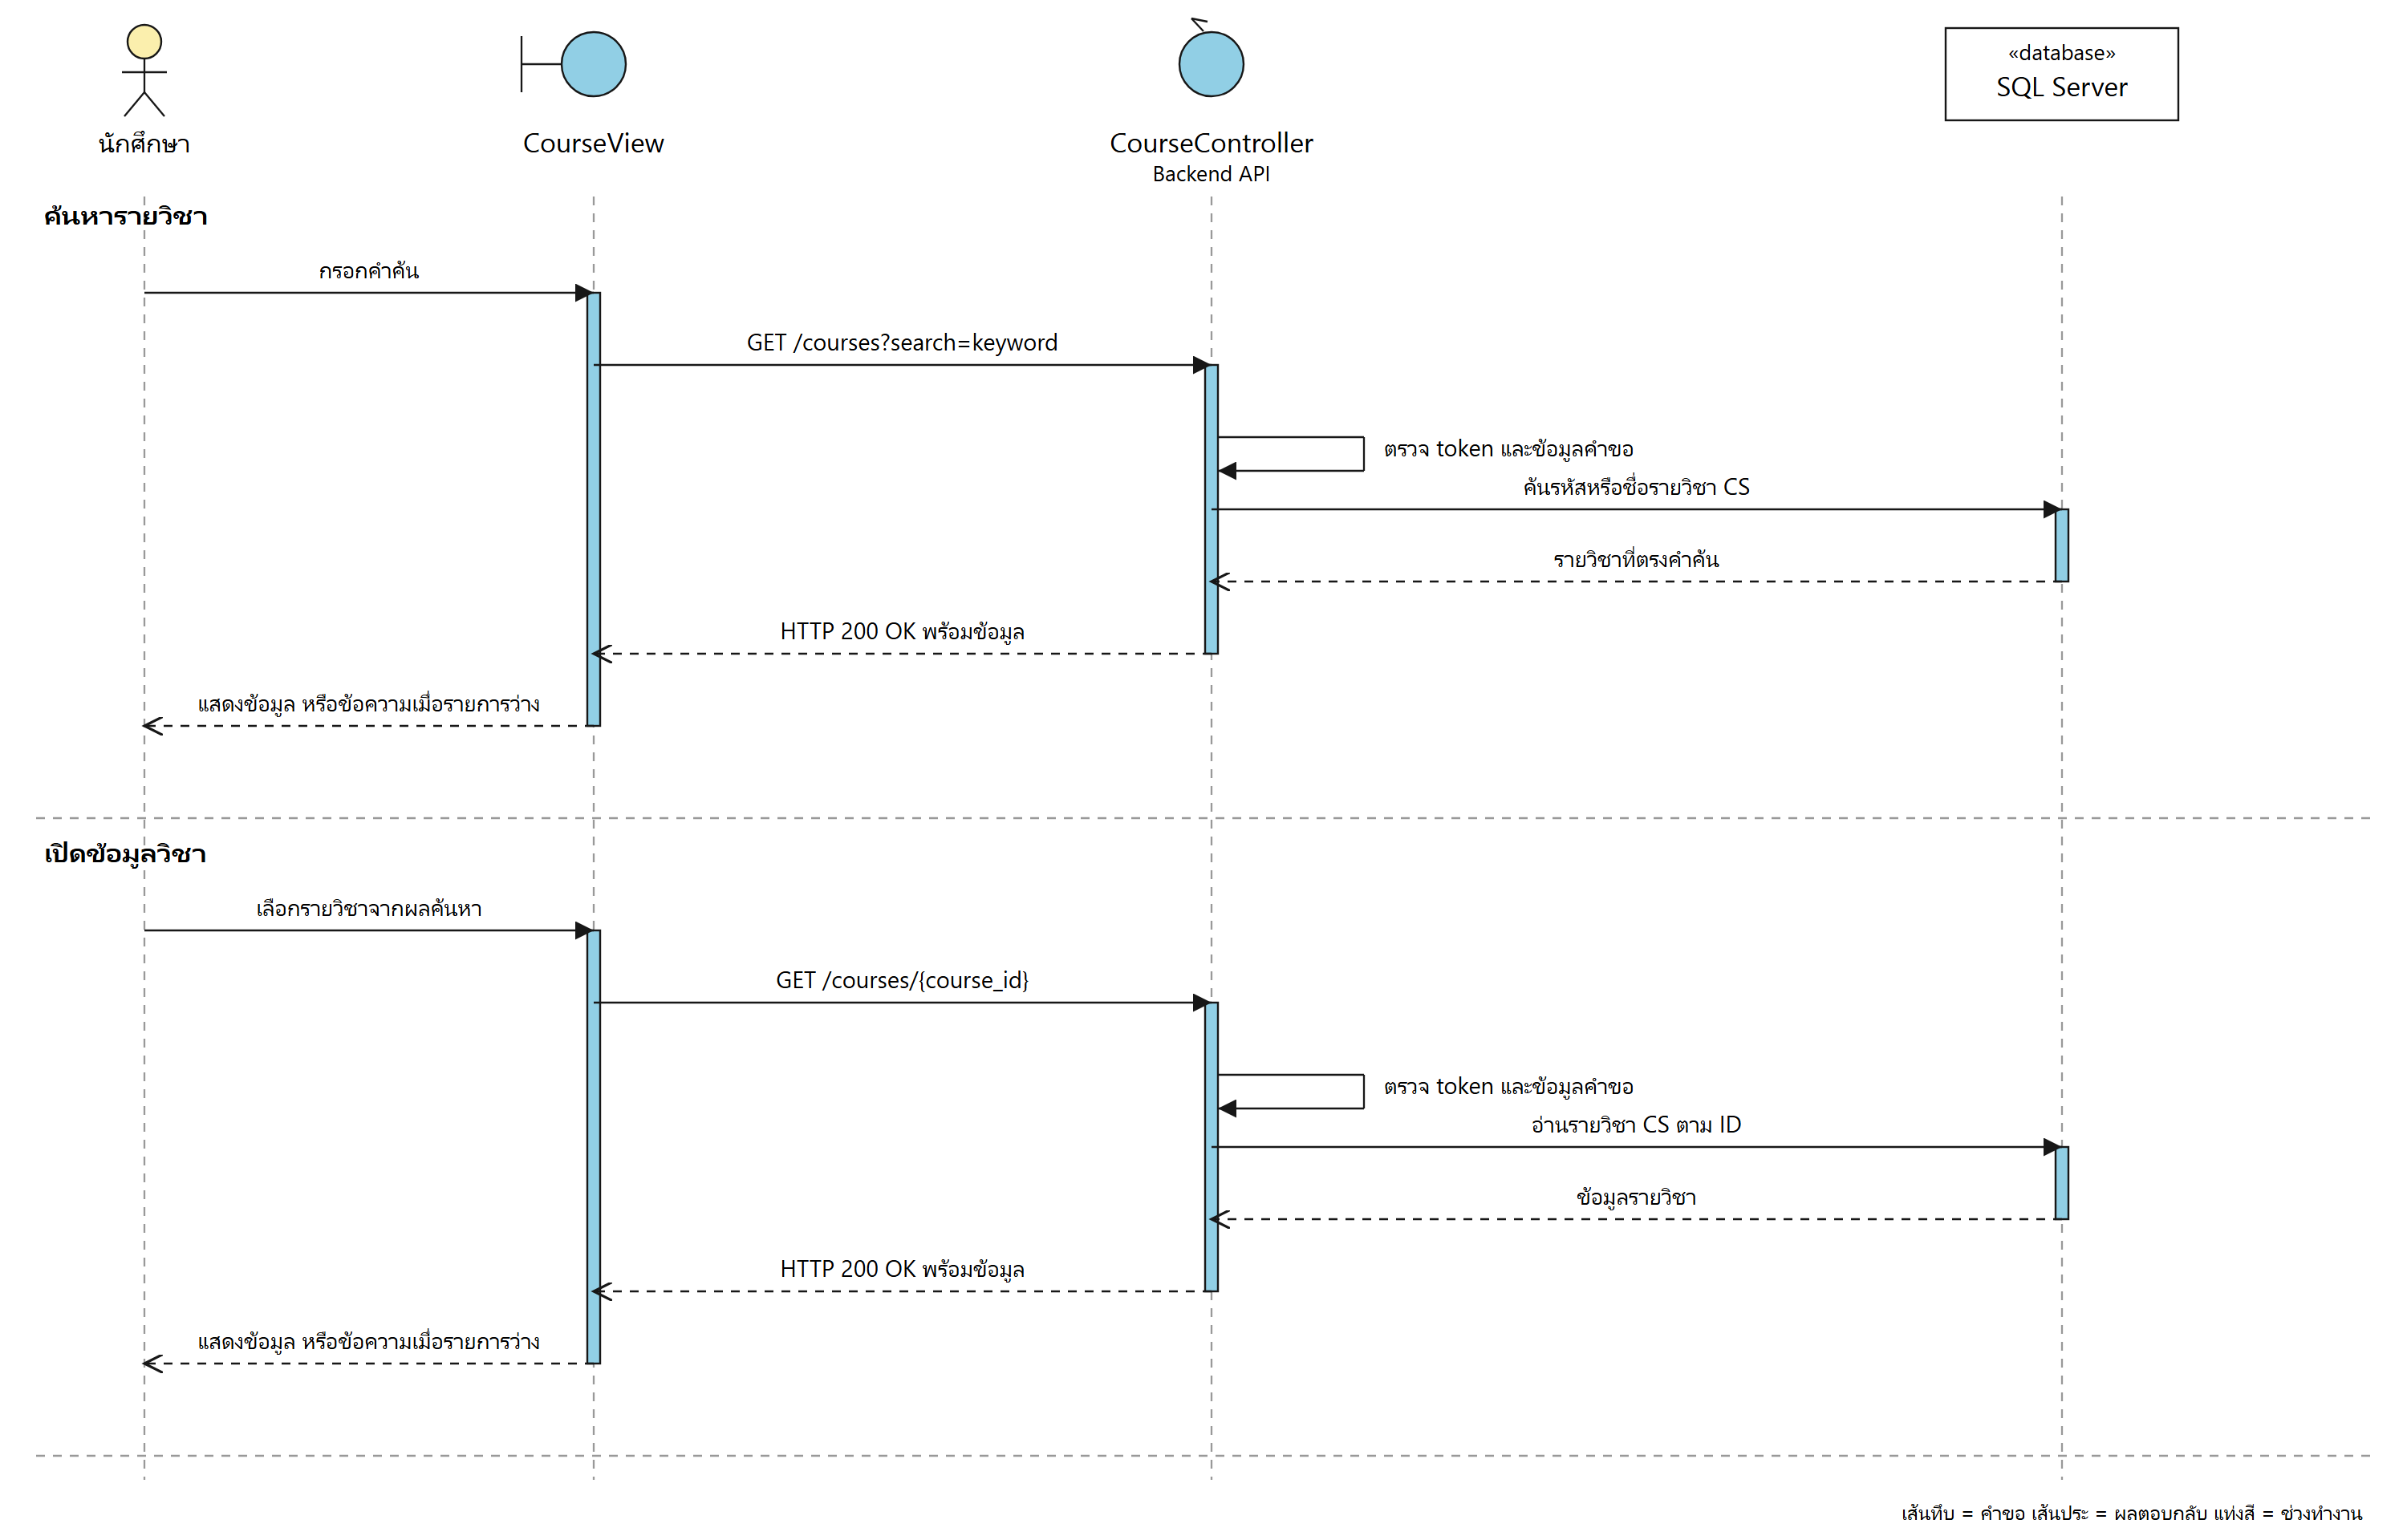 นักศึกษา
CourseView
CourseController
Backend API
«database»
SQL Server
ค้นหารายวิชา
กรอกคำค้น
GET /courses?search=keyword
ตรวจ token และข้อมูลคำขอ
ค้นรหัสหรือชื่อรายวิชา CS
รายวิชาที่ตรงคำค้น
HTTP 200 OK พร้อมข้อมูล
แสดงข้อมูล หรือข้อความเมื่อรายการว่าง
เปิดข้อมูลวิชา
เลือกรายวิชาจากผลค้นหา
GET /courses/{course_id}
ตรวจ token และข้อมูลคำขอ
อ่านรายวิชา CS ตาม ID
ข้อมูลรายวิชา
HTTP 200 OK พร้อมข้อมูล
แสดงข้อมูล หรือข้อความเมื่อรายการว่าง
เส้นทึบ = คำขอ เส้นประ = ผลตอบกลับ แท่งสี = ช่วงทำงาน